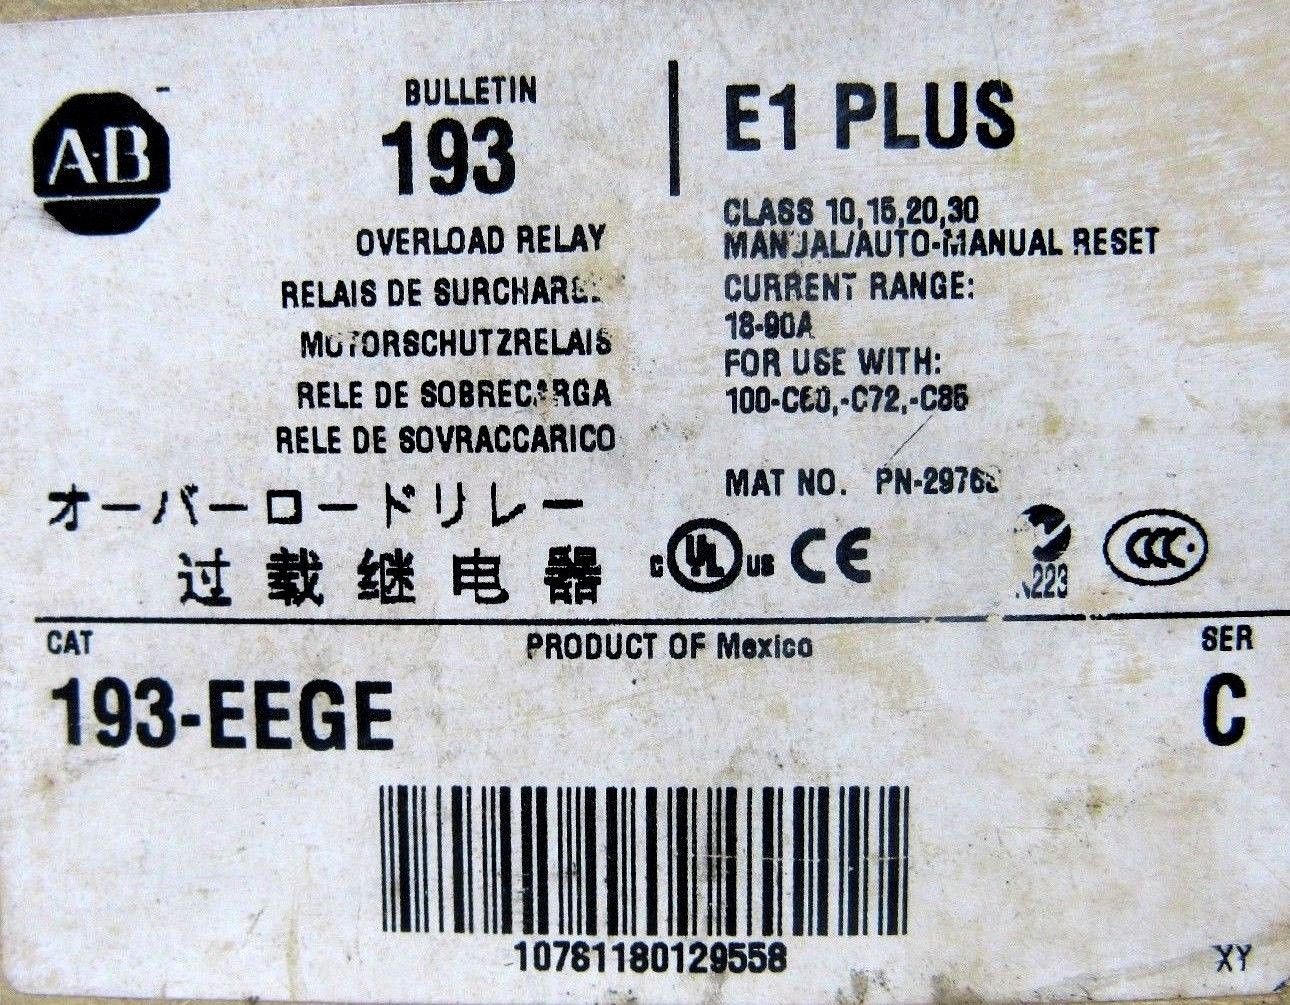 A·B
BULLETIN
193
OVERLOAD RELAY
RELAIS DE
MOTORSCHUTZRELAIS
RELE DE SOBRECARGA
RELE DE SOVRACCARICO
オーバーロードリレー
过载继电器
E1 PLUS
CLASS 10,15,20,30
MANUAL/AUTO-MANUAL RESET
CURRENT RANGE:
18-90A
FOR USE WITH:
100-C60,-C72,-C85
MAT NO.
C UL US CE
CCC
CAT
PRODUCT OF Mexico
SER
193-EEGE
C
10781180129558
XY